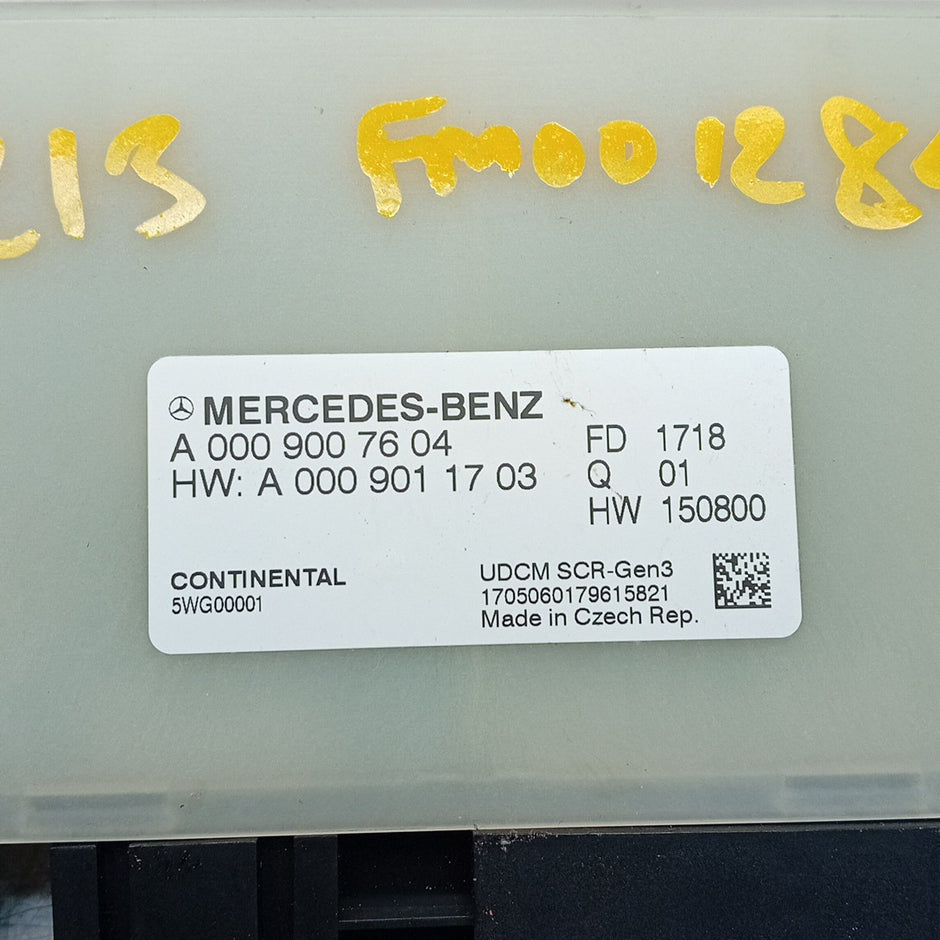 213 FM00128
MERCEDES-BENZ
A 000 900 76 04
HW: A 000 901 17 03
FD 1718
Q 01
HW 150800
CONTINENTAL
5WG00001
UDCM SCR-Gen3
1705060179615821
Made in Czech Rep.